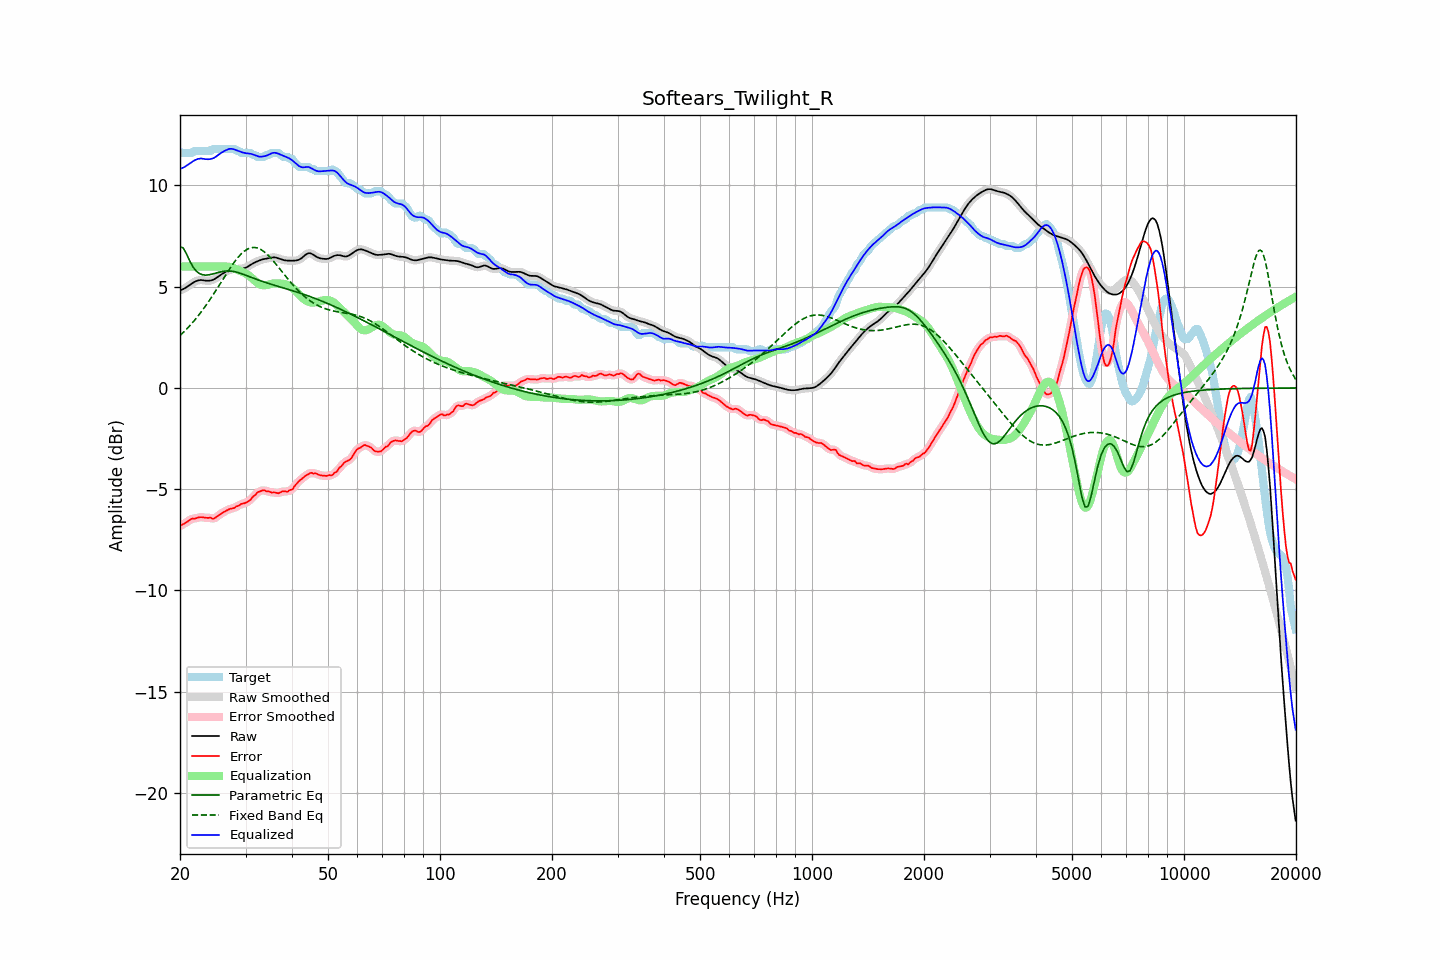 Softears_Twilight_R
Amplitude (dBr)
10
5
0
−5
−10
−15
−20
Target
Raw Smoothed
Error Smoothed
Raw
Error
Equalization
Parametric Eq
Fixed Band Eq
Equalized
20 50 100 200 500 1000 2000 5000 10000 20000
Frequency (Hz)